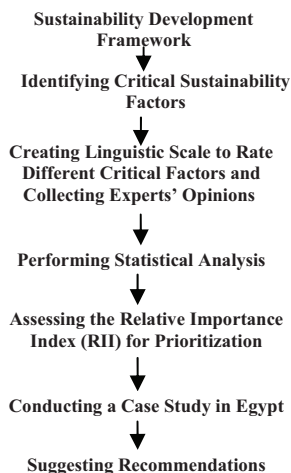 Sustainability Development
Framework
Identifying Critical Sustainability
Factors
Creating Linguistic Scale to Rate
Different Critical Factors and
Collecting Experts' Opinions
Performing Statistical Analysis
Assessing the Relative Importance
Index (RII) for Prioritization
Conducting a Case Study in Egypt
Suggesting Recommendations